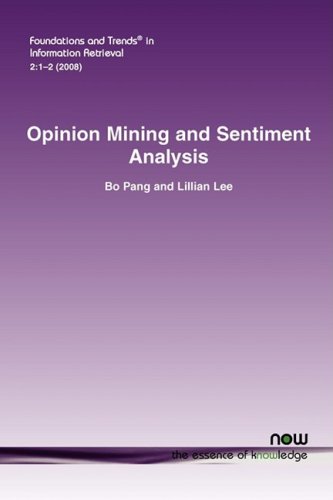 Foundations and Trends® in
Information Retrieval
2:1–2 (2008)
Opinion Mining and Sentiment
Analysis
Bo Pang and Lillian Lee
now
the essence of knowledge